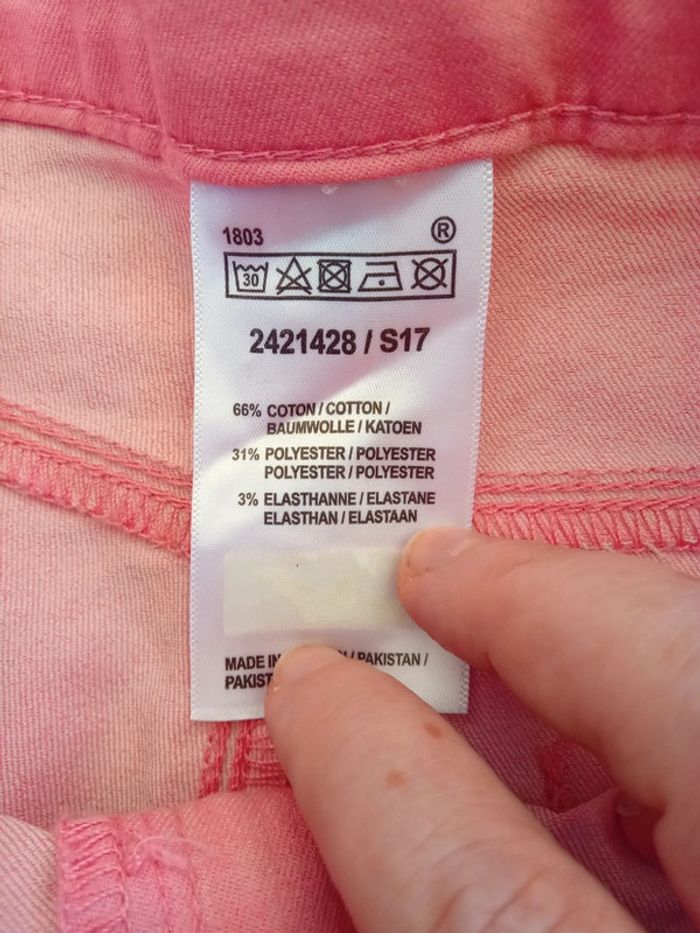 1803 ®
30
2421428 / S17
66% COTON / COTTON /
BAUMWOLLE / KATOEN
31% POLYESTER / POLYESTER
POLYESTER / POLYESTER
3% ELASTHANNE / ELASTANE
ELASTHAN / ELASTAAN
MADE IN / PAKISTAN /